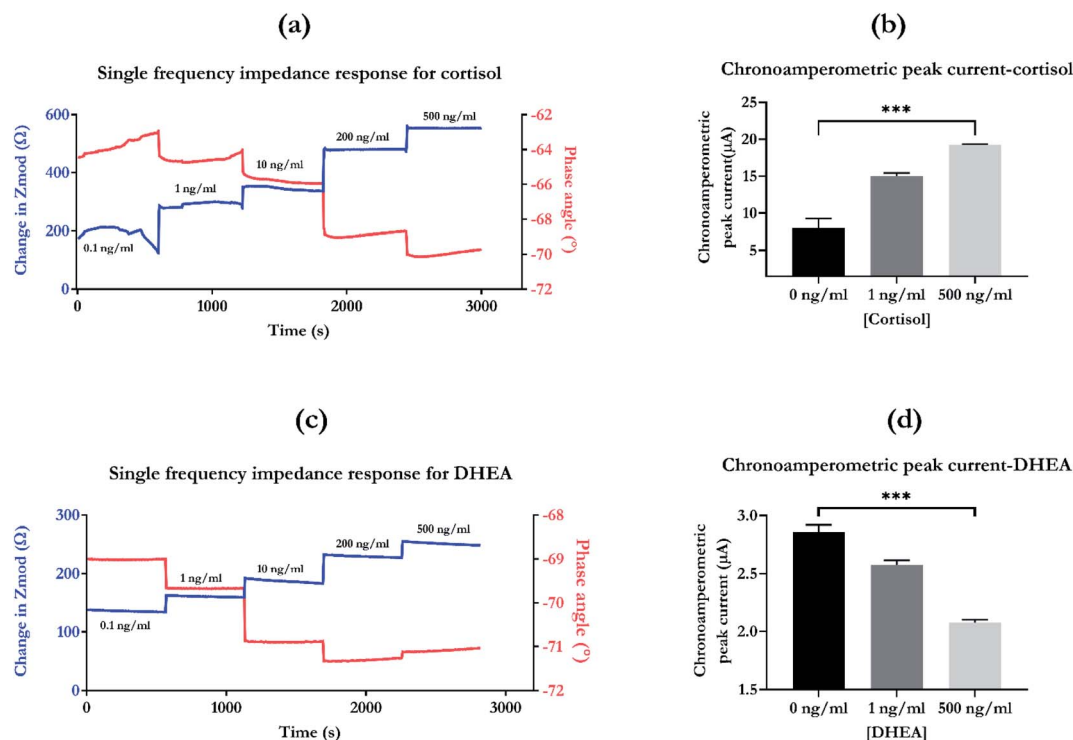 (a)
Single frequency impedance response for cortisol
Change in Zmod (Ω)
600
400
200
0
0.1 ng/ml
1 ng/ml
10 ng/ml
200 ng/ml
500 ng/ml
-62
-64
-66
-68
-70
-72
Phase angle (°)
0
1000
2000
3000
Time (s)
(b)
Chronoamperometric peak current-cortisol
Chronoamperometric
peak current(µA)
25
20
15
10
5
***
0 ng/ml
1 ng/ml
500 ng/ml
[Cortisol]
(c)
Single frequency impedance response for DHEA
Change in Zmod (Ω)
300
200
100
0
0.1 ng/ml
1 ng/ml
10 ng/ml
200 ng/ml
500 ng/ml
-68
-69
-70
-71
-72
Phase angle (°)
0
1000
2000
3000
Time (s)
(d)
Chronoamperometric peak current-DHEA
Chronoamperometric
peak current (µA)
3.0
2.5
2.0
1.5
***
0 ng/ml
1 ng/ml
500 ng/ml
[DHEA]